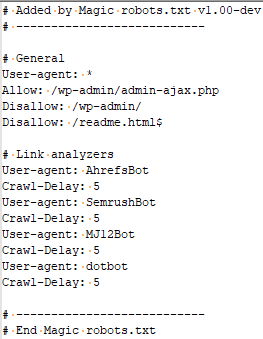 # Added by Magic robots.txt v1.00-dev
# ---------------------------
# General
User-agent: *
Allow: /wp-admin/admin-ajax.php
Disallow: /wp-admin/
Disallow: /readme.html$
# Link analyzers
User-agent: AhrefsBot
Crawl-Delay: 5
User-agent: SemrushBot
Crawl-Delay: 5
User-agent: MJ12Bot
Crawl-Delay: 5
User-agent: dotbot
Crawl-Delay: 5
# ---------------------------
# End Magic robots.txt